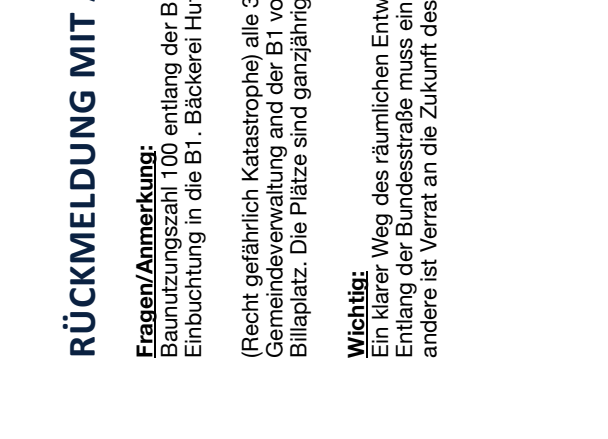 RÜCKMELDUNG MIT
Fragen/Anmerkung:
Baunutzungszahl 100 entlang der B
Einbuchtung in die B1. Bäckerei Hu
(Recht gefährlich Katastrophe) alle 3
Gemeindeverwaltung and der B1 vo
Billaplatz. Die Plätze sind ganzjährig
Wichtig:
Ein klarer Weg des räumlichen Entw
Entlang der Bundesstraße muss ein
andere ist Verrat an die Zukunft des